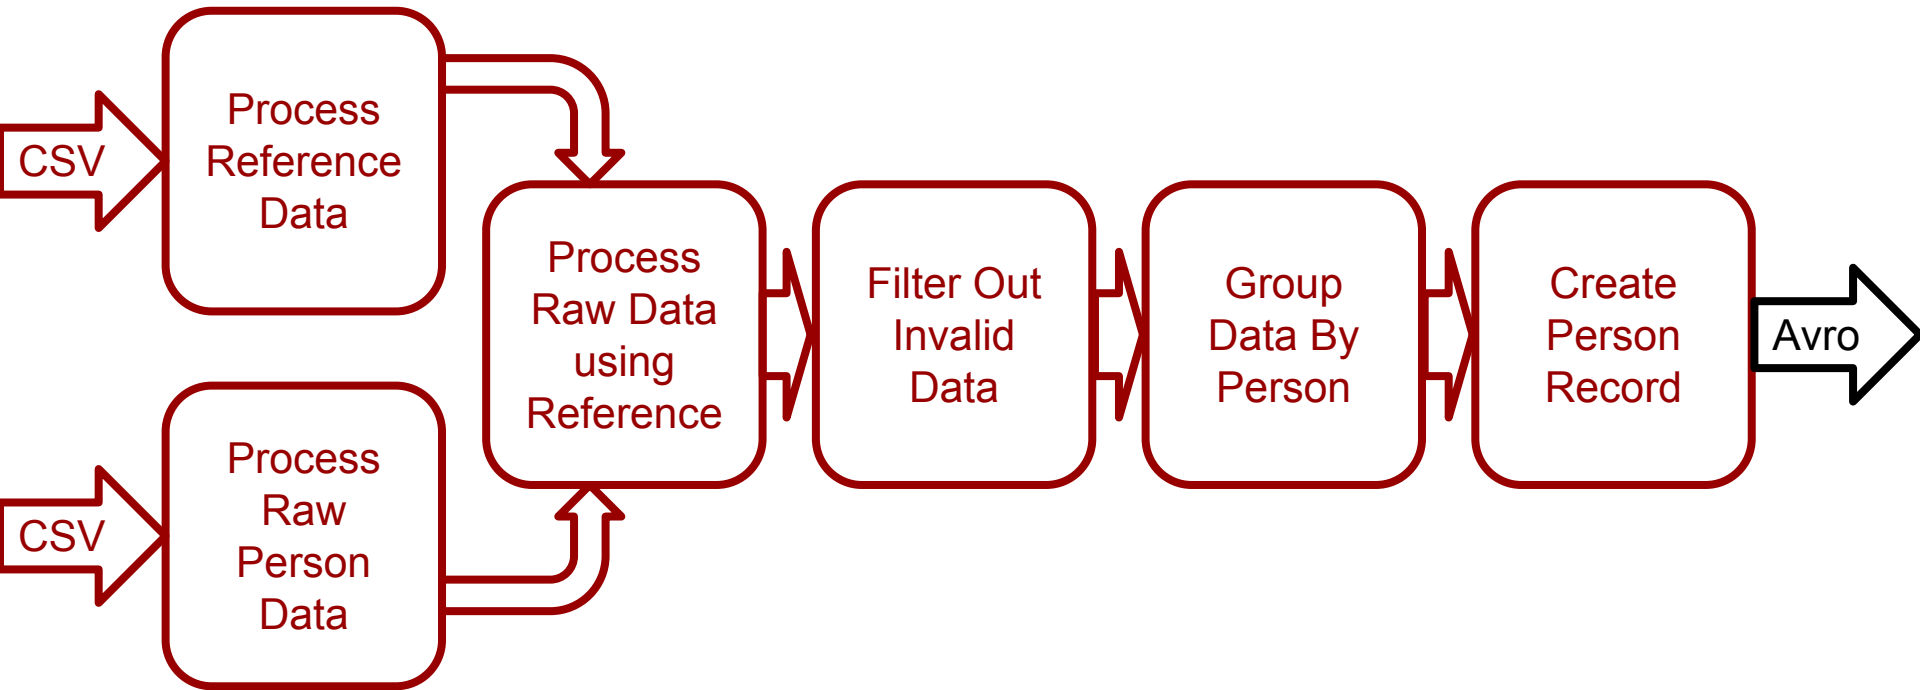 CSV
Process
Reference
Data
CSV
Process
Raw
Person
Data
Process
Raw Data
using
Reference
Filter Out
Invalid
Data
Group
Data By
Person
Create
Person
Record
Avro